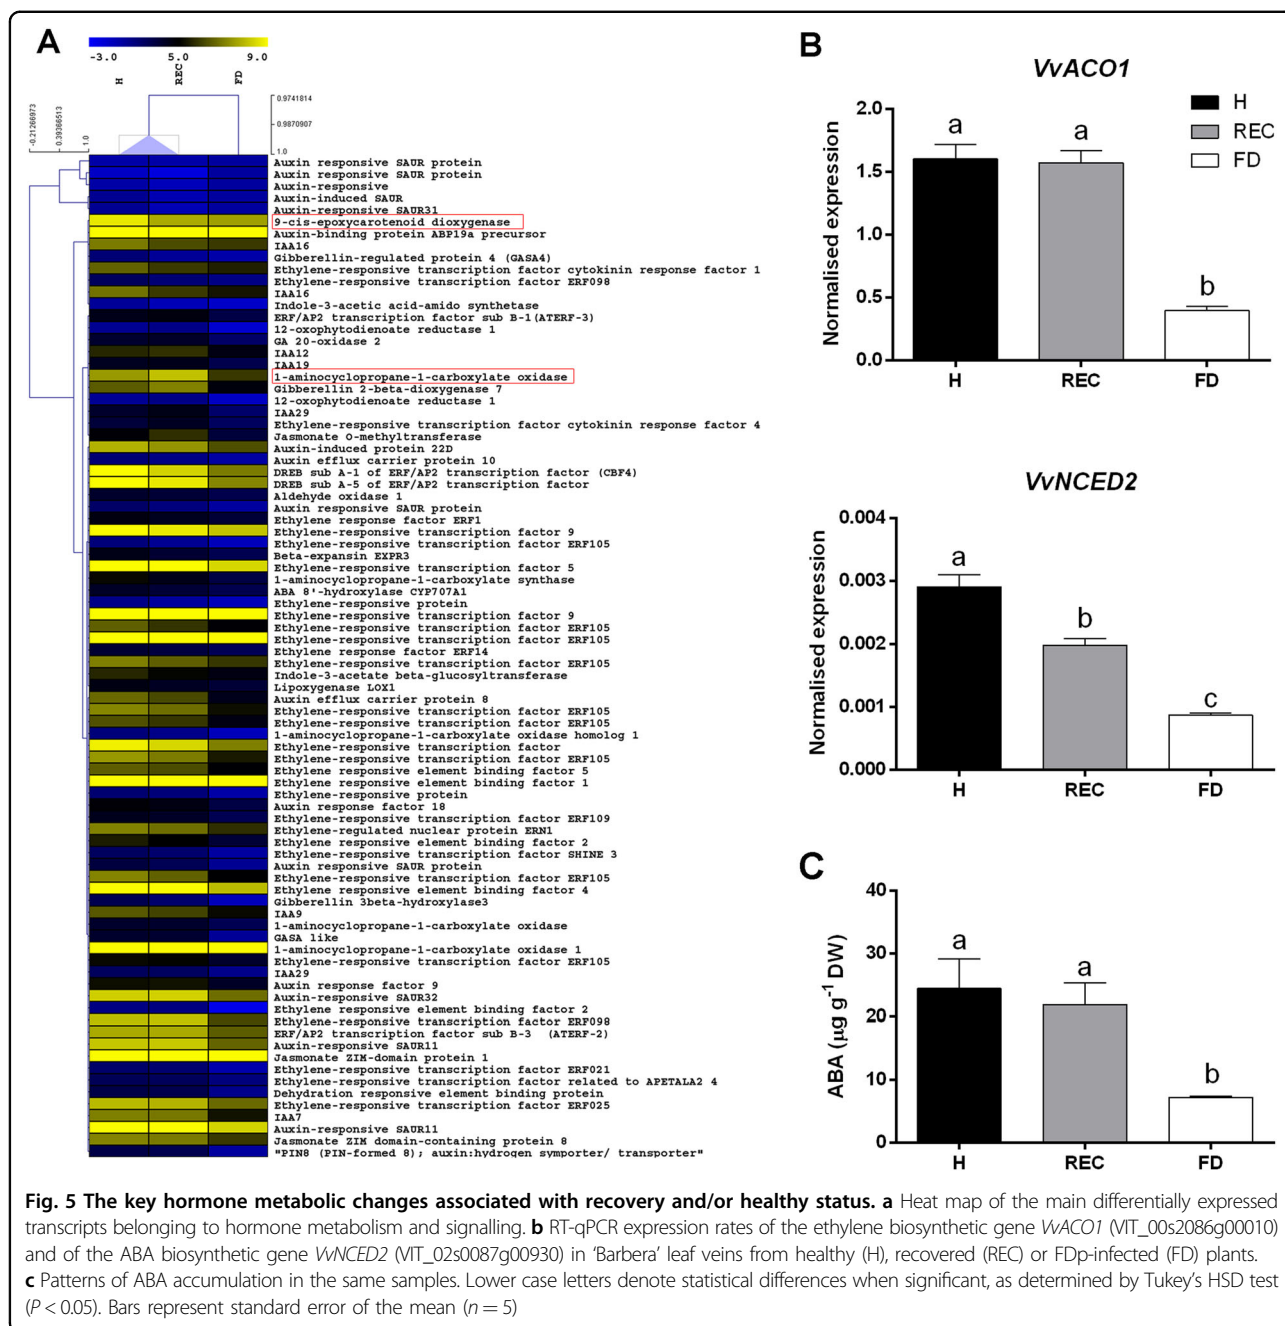 A
-3.0 5.0 9.0
H REC FD
-0.21266973
-0.39366513
1.0
0.9741814
0.9870907
1.0
Auxin responsive SAUR protein
Auxin responsive SAUR protein
Auxin-responsive
Auxin-induced SAUR
Auxin-responsive SAUR31
9-cis-epoxycarotenoid dioxygenase
Auxin-binding protein ABP19a precursor
IAA16
Gibberellin-regulated protein 4 (GASA4)
Ethylene-responsive transcription factor cytokinin response factor 1
Ethylene-responsive transcription factor ERF098
IAA16
Indole-3-acetic acid-amido synthetase
ERF/AP2 transcription factor sub B-1(ATERF-3)
12-oxophytodienoate reductase 1
GA 20-oxidase 2
IAA12
IAA19
1-aminocyclopropane-1-carboxylate oxidase
Gibberellin 2-beta-dioxygenase 7
12-oxophytodienoate reductase 1
IAA29
Ethylene-responsive transcription factor cytokinin response factor 4
Jasmonate O-methyltransferase
Auxin-induced protein 22D
Auxin efflux carrier protein 10
DREB sub A-1 of ERF/AP2 transcription factor (CBF4)
DREB sub A-5 of ERF/AP2 transcription factor
Aldehyde oxidase 1
Auxin responsive SAUR protein
Ethylene response factor ERF1
Ethylene-responsive transcription factor 9
Ethylene-responsive transcription factor ERF105
Beta-expansin EXPR3
Ethylene-responsive transcription factor 5
1-aminocyclopropane-1-carboxylate synthase
ABA 8'-hydroxylase CYP707A1
Ethylene-responsive protein
Ethylene-responsive transcription factor 9
Ethylene-responsive transcription factor ERF105
Ethylene-responsive transcription factor ERF105
Ethylene response factor ERF14
Ethylene-responsive transcription factor ERF105
Indole-3-acetate beta-glucosyltransferase
Lipoxygenase LOX1
Auxin efflux carrier protein 8
Ethylene-responsive transcription factor ERF105
Ethylene-responsive transcription factor ERF105
1-aminocyclopropane-1-carboxylate oxidase homolog 1
Ethylene-responsive transcription factor
Ethylene-responsive transcription factor ERF105
Ethylene responsive element binding factor 5
Ethylene responsive element binding factor 1
Ethylene-responsive protein
Auxin response factor 18
Ethylene-responsive transcription factor ERF109
Ethylene-regulated nuclear protein ERN1
Ethylene responsive element binding factor 2
Ethylene-responsive transcription factor SHINE 3
Auxin responsive SAUR protein
Ethylene-responsive transcription factor ERF105
Ethylene responsive element binding factor 4
Gibberellin 3beta-hydroxylase3
IAA9
1-aminocyclopropane-1-carboxylate oxidase
GASA like
1-aminocyclopropane-1-carboxylate oxidase 1
Ethylene-responsive transcription factor ERF105
IAA29
Auxin response factor 9
Auxin-responsive SAUR32
Ethylene responsive element binding factor 2
Ethylene-responsive transcription factor ERF098
ERF/AP2 transcription factor sub B-3 (ATERF-2)
Auxin-responsive SAUR11
Jasmonate ZIM-domain protein 1
Ethylene-responsive transcription factor ERF021
Ethylene-responsive transcription factor related to APETALA2 4
Dehydration responsive element binding protein
Ethylene-responsive transcription factor ERF025
IAA7
Auxin-responsive SAUR11
Jasmonate ZIM domain-containing protein 8
"PIN8 (PIN-formed 8); auxin:hydrogen symporter/ transporter"
B
VvACO1
H
REC
FD
Normalised expression
2.0
1.5
1.0
0.5
0.0
a a b
H REC FD
VvNCED2
Normalised expression
0.004
0.003
0.002
0.001
0.000
a b c
H REC FD
C
ABA (µg g-1 DW)
40
30
20
10
0
a a b
H REC FD
Fig. 5 The key hormone metabolic changes associated with recovery and/or healthy status. a Heat map of the main differentially expressed
transcripts belonging to hormone metabolism and signalling. b RT-qPCR expression rates of the ethylene biosynthetic gene VvACO1 (VIT_00s2086g00010)
and of the ABA biosynthetic gene VvNCED2 (VIT_02s0087g00930) in ‘Barbera’ leaf veins from healthy (H), recovered (REC) or FDp-infected (FD) plants.
c Patterns of ABA accumulation in the same samples. Lower case letters denote statistical differences when significant, as determined by Tukey’s HSD test
(P < 0.05). Bars represent standard error of the mean (n = 5)